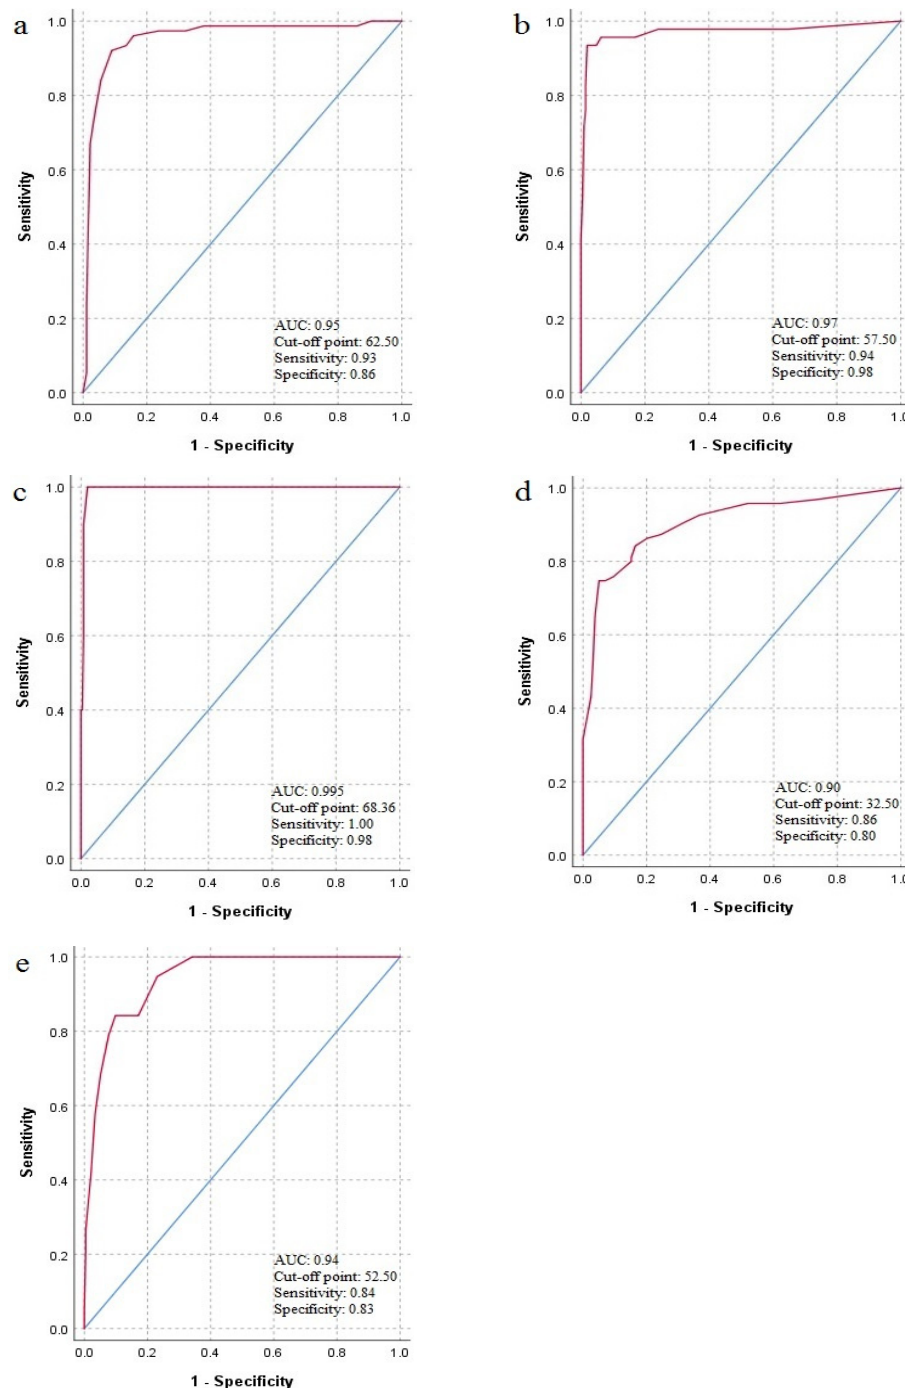 a
1.0
0.8
0.6
0.4
0.2
0.0
Sensitivity
AUC: 0.95
Cut-off point: 62.50
Sensitivity: 0.93
Specificity: 0.86
0.0 0.2 0.4 0.6 0.8 1.0
1 - Specificity
b
1.0
0.8
0.6
0.4
0.2
0.0
Sensitivity
AUC: 0.97
Cut-off point: 57.50
Sensitivity: 0.94
Specificity: 0.98
0.0 0.2 0.4 0.6 0.8 1.0
1 - Specificity
c
1.0
0.8
0.6
0.4
0.2
0.0
Sensitivity
AUC: 0.995
Cut-off point: 68.36
Sensitivity: 1.00
Specificity: 0.98
0.0 0.2 0.4 0.6 0.8 1.0
1 - Specificity
d
1.0
0.8
0.6
0.4
0.2
0.0
Sensitivity
AUC: 0.90
Cut-off point: 32.50
Sensitivity: 0.86
Specificity: 0.80
0.0 0.2 0.4 0.6 0.8 1.0
1 - Specificity
e
1.0
0.8
0.6
0.4
0.2
0.0
Sensitivity
AUC: 0.94
Cut-off point: 52.50
Sensitivity: 0.84
Specificity: 0.83
0.0 0.2 0.4 0.6 0.8 1.0
1 - Specificity